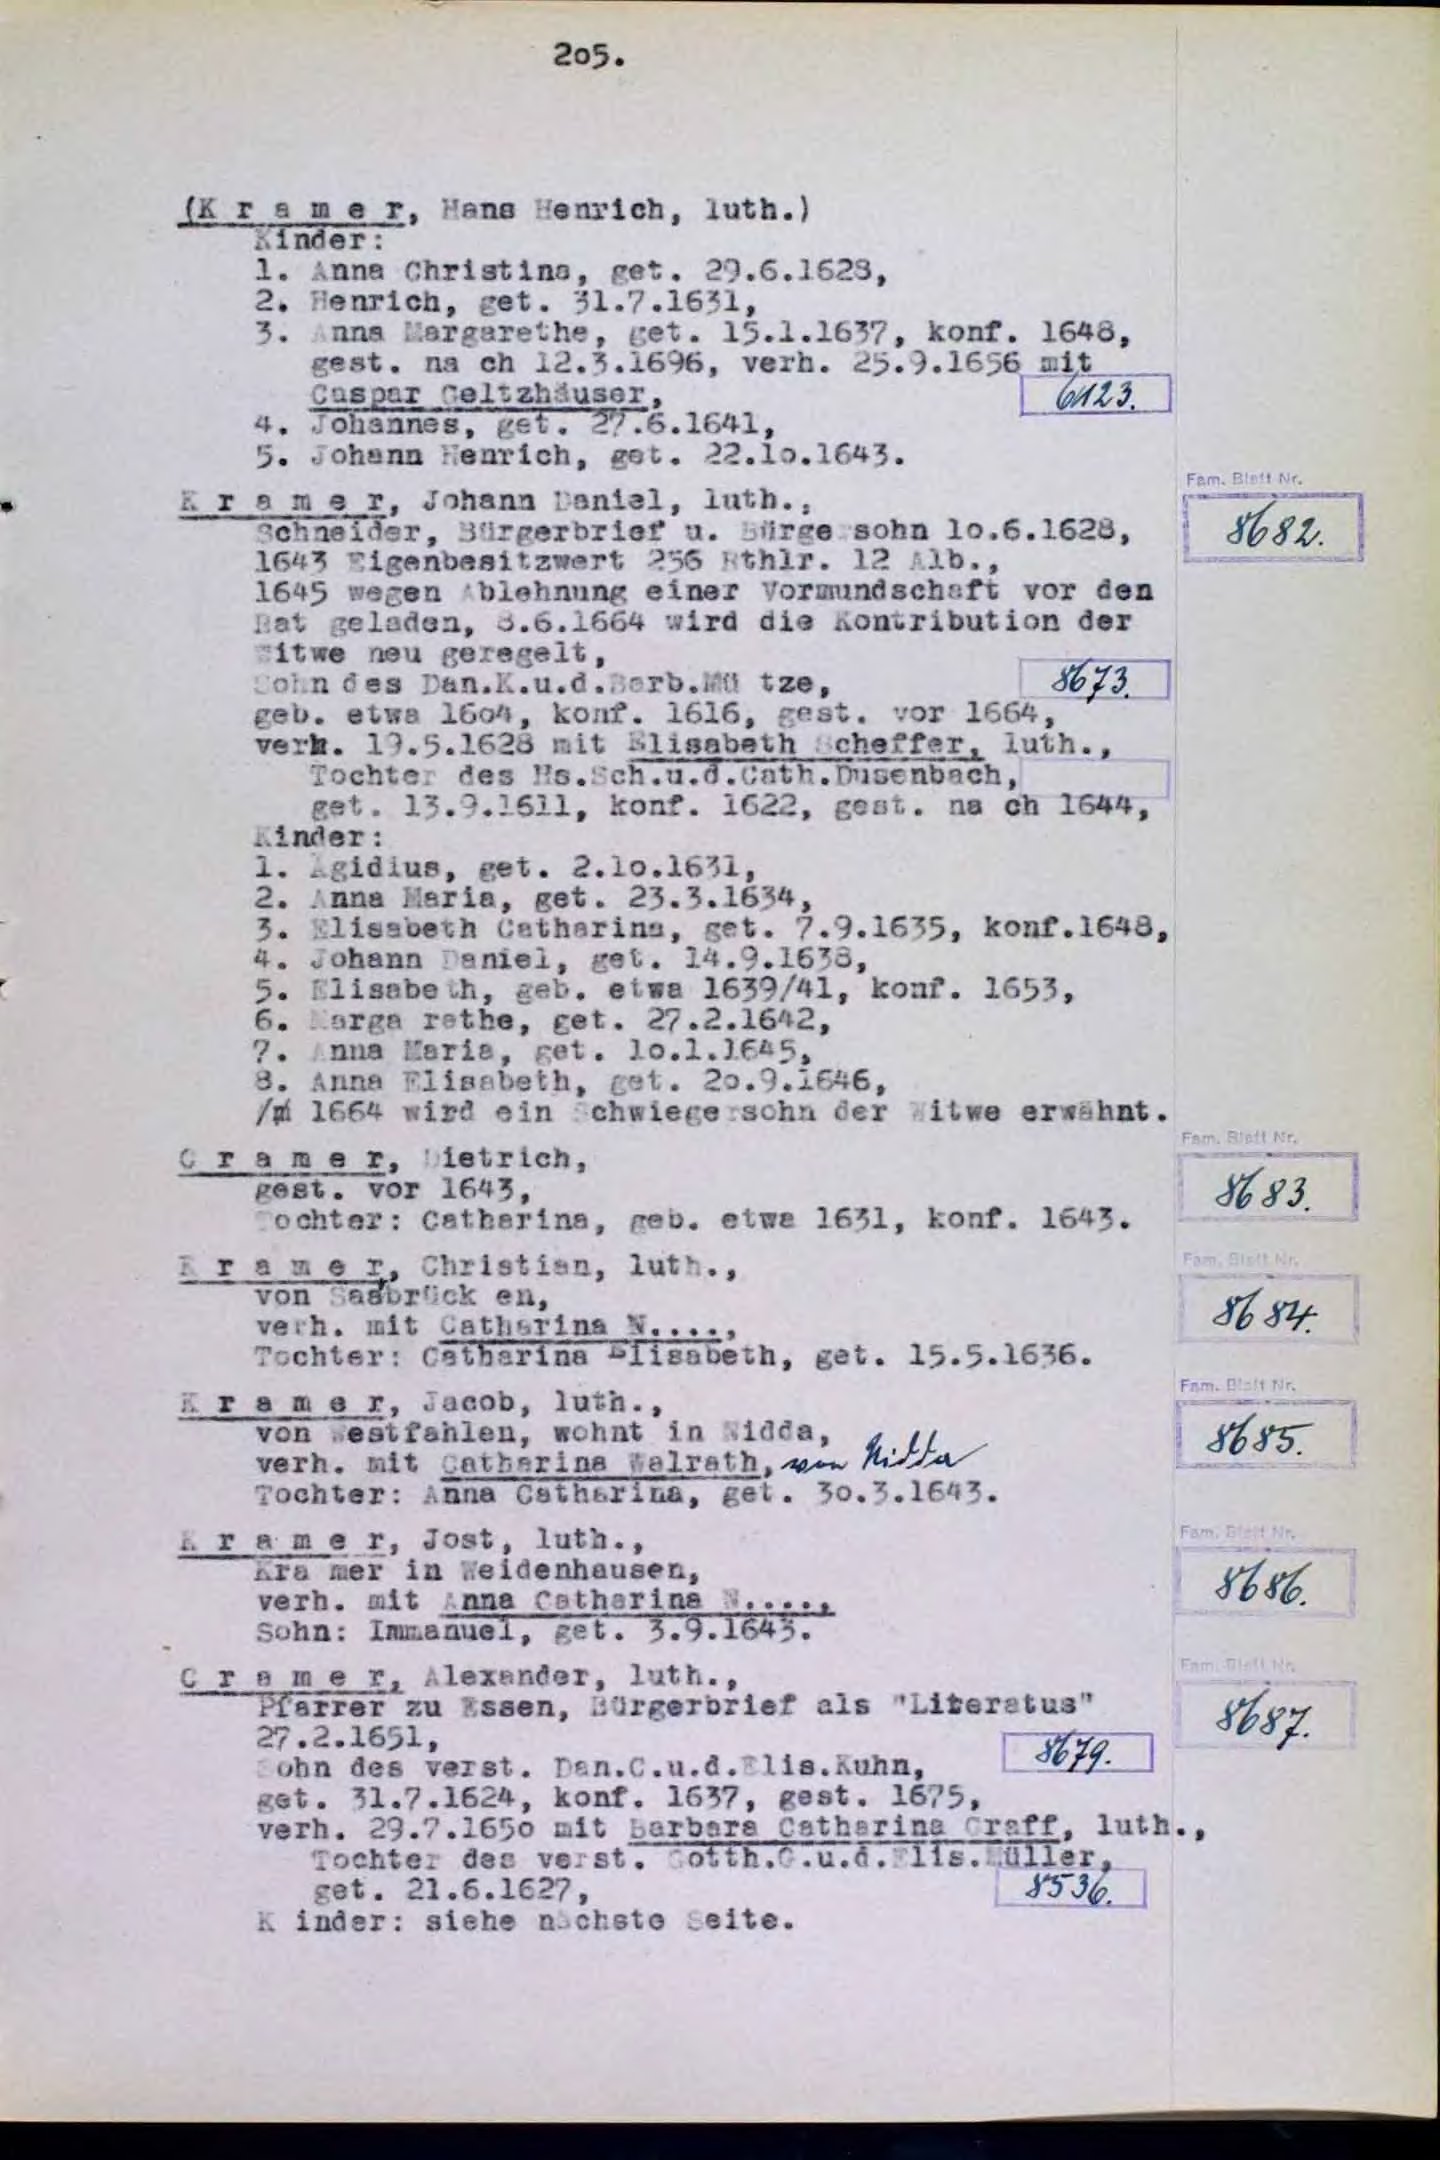 205.
(K r a m e r, Hans Henrich, luth.)
Kinder:
1. Anna Christina, get. 29.6.1628,
2. Henrich, get. 31.7.1631,
3. Anna Margarethe, get. 15.1.1637, konf. 1648,
gest. na ch 12.3.1696, verh. 25.9.1656 mit
Caspar Geltzhäuser, 6123.
4. Johannes, get. 27.6.1641,
5. Johann Henrich, get. 22.1o.1643.
Fam. Blatt Nr.
K r a m e r, Johann Daniel, luth.,
8682.
Schneider, Bürgerbrief u. Bürgersohn 1o.6.1628,
1643 Eigenbesitzwert 256 Rthlr. 12 Alb.,
1645 wegen Ablehnung einer Vormundschaft vor den
Rat geladen, 8.6.1664 wird die Kontribution der
Witwe neu geregelt,
Sohn des Dan.K.u.d.Barb.Mü tze, 8673.
geb. etwa 16o4, konf. 1616, gest. vor 1664,
verh. 19.5.1628 mit Elisabeth Scheffer, luth.,
Tochter des Hs.Sch.u.d.Cath.Dusenbach,
get. 13.9.1611, konf. 1622, gest. na ch 1644,
Kinder:
1. Ägidius, get. 2.1o.1631,
2. Anna Maria, get. 23.3.1634,
3. Elisabeth Catharina, get. 7.9.1635, konf.1648,
4. Johann Daniel, get. 14.9.1638,
5. Elisabeth, geb. etwa 1639/41, konf. 1653,
6. Marga rethe, get. 27.2.1642,
7. Anna Maria, get. 1o.1.1645,
8. Anna Elisabeth, get. 2o.9.1646,
1664 wird ein Schwiegersohn der Witwe erwähnt.
Fam. Blatt Nr.
C r a m e r, Dietrich,
8683.
gest. vor 1643,
Tochter: Catharina, geb. etwa 1631, konf. 1643.
Fam. Blatt Nr.
K r a m e r, Christian, luth.,
von Saabrück en,
8684.
verh. mit Catharina N....,
Tochter: Catharina Elisabeth, get. 15.5.1636.
Fam. Blatt Nr.
K r a m e r, Jacob, luth.,
von Westfahlen, wohnt in Nidda,
8685.
verh. mit Catharina Walrath, von Nidda
Tochter: Anna Catharina, get. 3o.3.1643.
Fam. Blatt Nr.
K r a m e r, Jost, luth.,
Kra mer in Weidenhausen,
8686.
verh. mit Anna Catharina N....,
Sohn: Immanuel, get. 3.9.1643.
Fam. Blatt Nr.
C r a m e r, Alexander, luth.,
Pfarrer zu Essen, Bürgerbrief als "Literatus"
8687.
27.2.1651,
Sohn des verst. Dan.C.u.d.Elis.Kuhn, 8679.
get. 31.7.1624, konf. 1637, gest. 1675,
verh. 29.7.165o mit Barbara Catharina Graff, luth.,
Tochter des verst. Gotth.G.u.d.Elis.Müller,
get. 21.6.1627, 8536.
K inder: siehe nächste Seite.